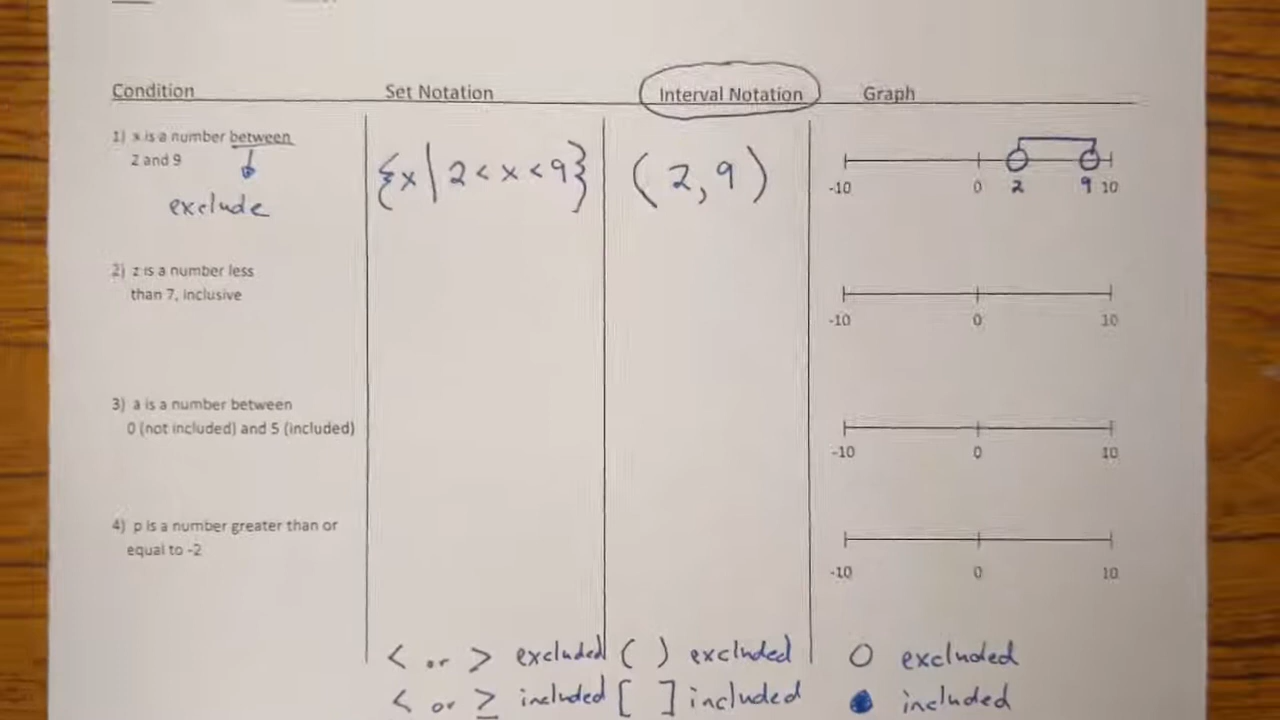 Condition Set Notation Interval Notation Graph
1) x is a number between
2 and 9
exclude
{x | 2 < x < 9}
(2, 9)
-10 0 2 9 10
2) z is a number less
than 7, inclusive
-10 0 10
3) a is a number between
0 (not included) and 5 (included)
-10 0 10
4) p is a number greater than or
equal to -2
-10 0 10
< or > excluded ( ) excluded O excluded
< or ≥ included [ ] included ● included